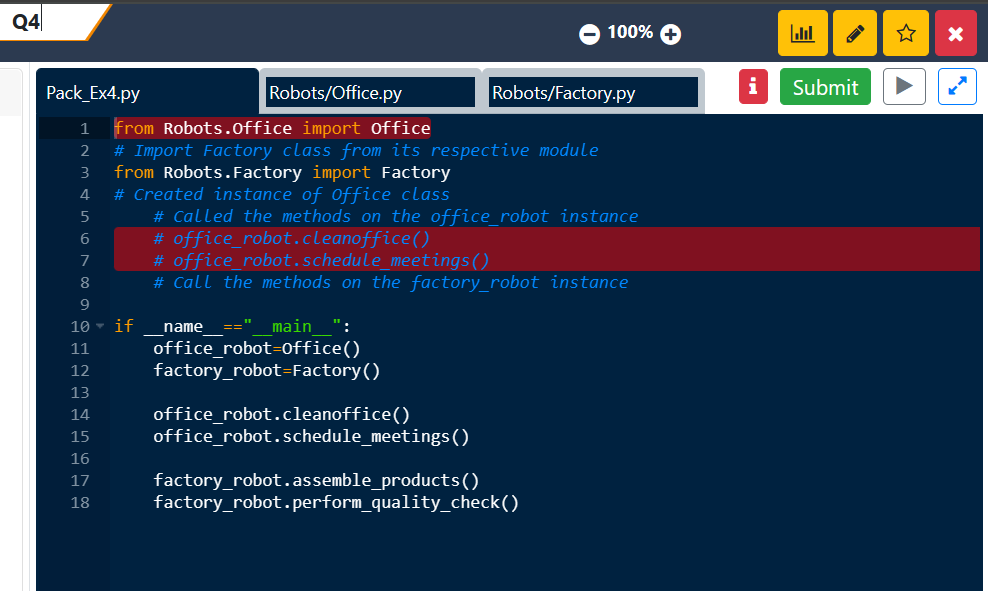 Q4
100%
Pack_Ex4.py
Robots/Office.py
Robots/Factory.py
Submit
1 from Robots.Office import Office
2 # Import Factory class from its respective module
3 from Robots.Factory import Factory
4 # Created instance of Office class
5     # Called the methods on the office_robot instance
6     # office_robot.cleanoffice()
7     # office_robot.schedule_meetings()
8     # Call the methods on the factory_robot instance
9
10 if __name__=="__main__":
11     office_robot=Office()
12     factory_robot=Factory()
13
14     office_robot.cleanoffice()
15     office_robot.schedule_meetings()
16
17     factory_robot.assemble_products()
18     factory_robot.perform_quality_check()